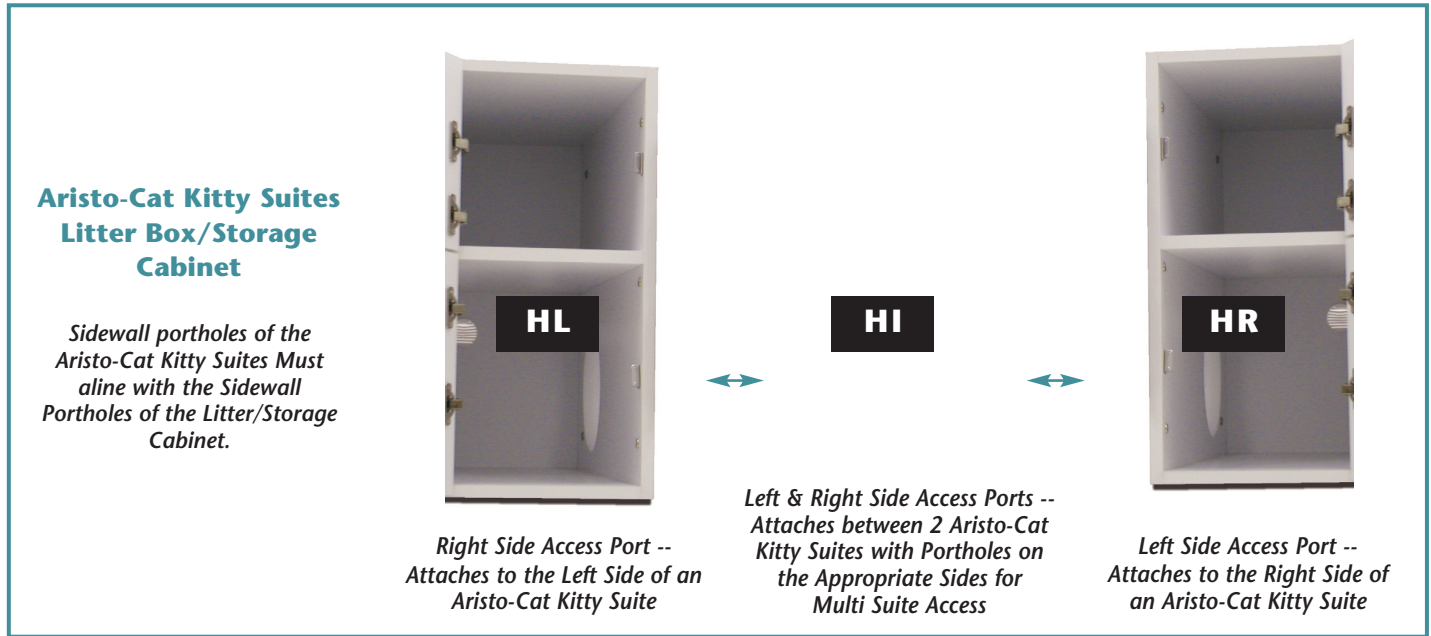 Aristo-Cat Kitty Suites
Litter Box/Storage
Cabinet
Sidewall portholes of the
Aristo-Cat Kitty Suites Must
aline with the Sidewall
Portholes of the Litter/Storage
Cabinet.
HL
Right Side Access Port --
Attaches to the Left Side of an
Aristo-Cat Kitty Suite
HI
Left & Right Side Access Ports --
Attaches between 2 Aristo-Cat
Kitty Suites with Portholes on
the Appropriate Sides for
Multi Suite Access
HR
Left Side Access Port --
Attaches to the Right Side of
an Aristo-Cat Kitty Suite